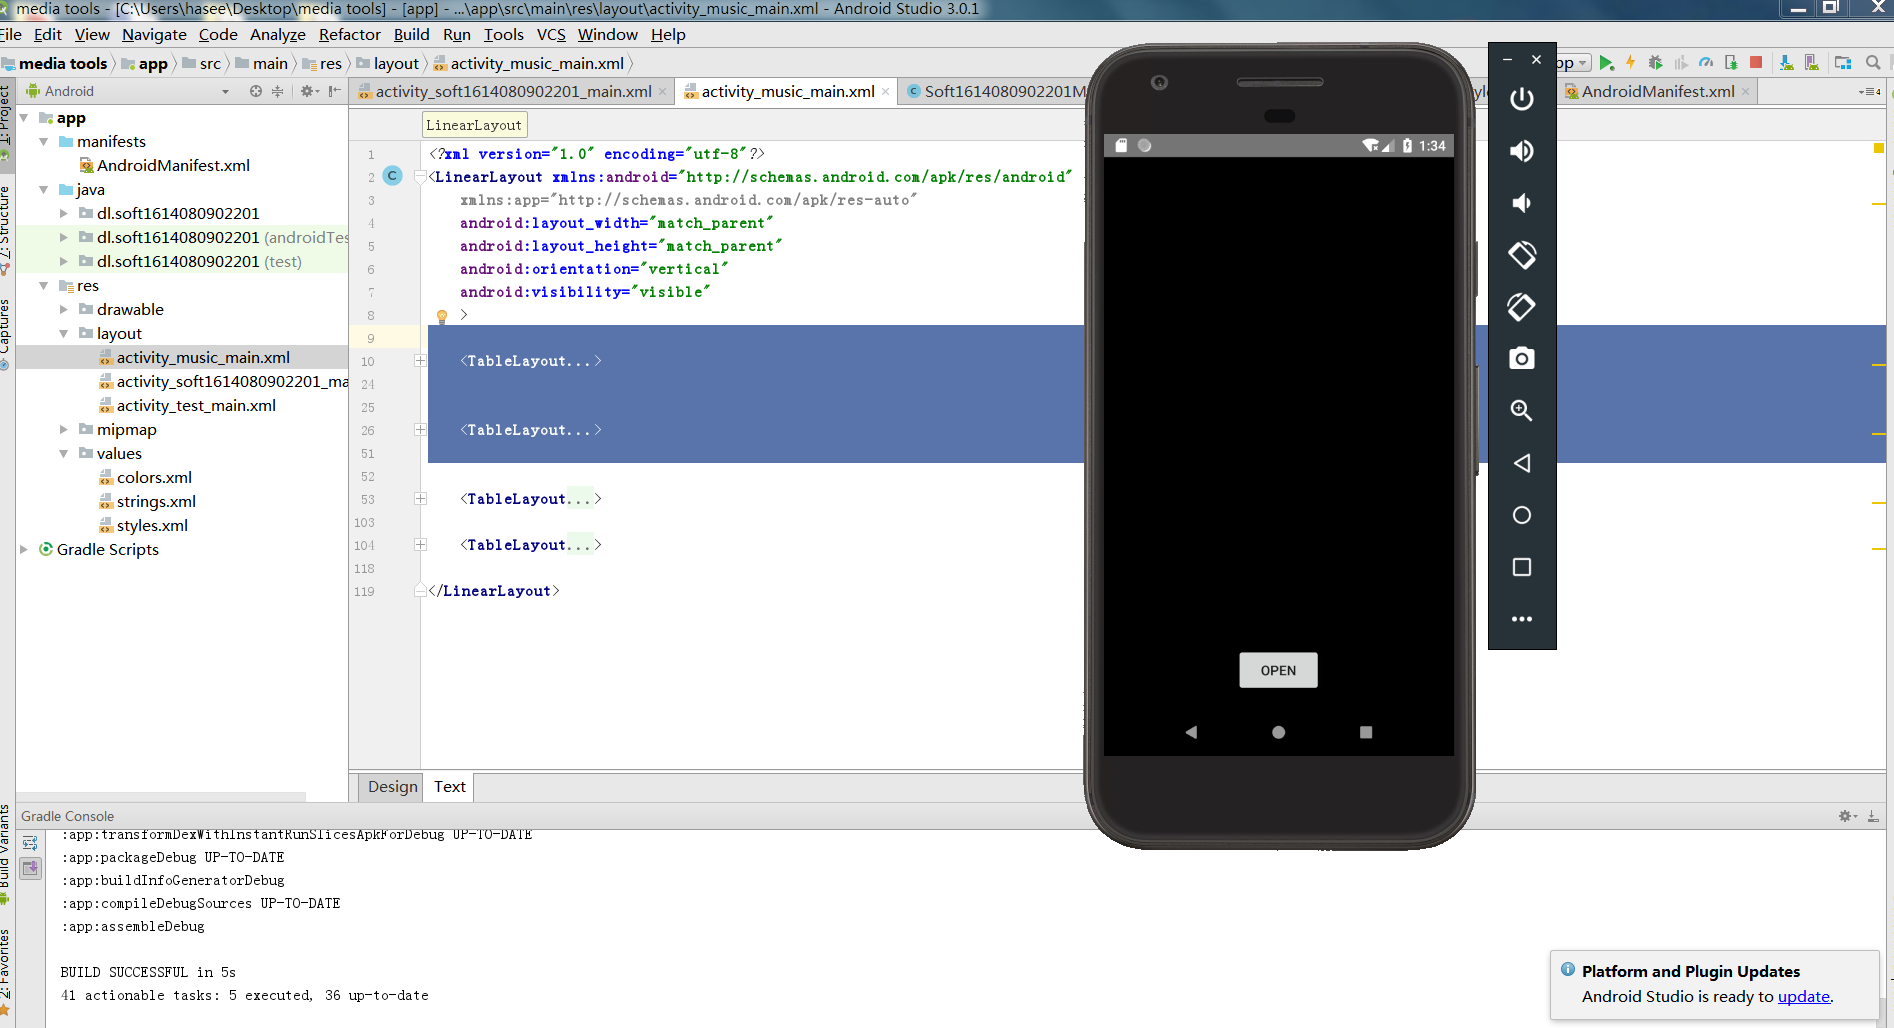 media tools - [C:\Users\hasee\Desktop\media tools] - [app] - ...\app\src\main\res\layout\activity_music_main.xml - Android Studio 3.0.1
File Edit View Navigate Code Analyze Refactor Build Run Tools VCS Window Help
media tools app src main res layout activity_music_main.xml
Android
activity_soft1614080902201_main.xml activity_music_main.xml Soft1614080902201M AndroidManifest.xml
4
1: Project
7: Structure
Captures
Build Variants
2: Favorites
app
manifests
AndroidManifest.xml
java
dl.soft1614080902201
dl.soft1614080902201 (androidTes
dl.soft1614080902201 (test)
res
drawable
layout
activity_music_main.xml
activity_soft1614080902201_ma
activity_test_main.xml
mipmap
values
colors.xml
strings.xml
styles.xml
Gradle Scripts
LinearLayout
1 <?xml version="1.0" encoding="utf-8"?>
2 C <LinearLayout xmlns:android="http://schemas.android.com/apk/res/android"
3 xmlns:app="http://schemas.android.com/apk/res-auto"
4 android:layout_width="match_parent"
5 android:layout_height="match_parent"
6 android:orientation="vertical"
7 android:visibility="visible"
8 >
9
10 <TableLayout...>
24
25
26 <TableLayout...>
51
52
53 <TableLayout...>
103
104 <TableLayout...>
118
119 </LinearLayout>
Design Text
1:34
OPEN
Gradle Console
:app:transformDexWithInstantRunSlicesApkForDebug UP-TO-DATE
:app:packageDebug UP-TO-DATE
:app:buildInfoGeneratorDebug
:app:compileDebugSources UP-TO-DATE
:app:assembleDebug
BUILD SUCCESSFUL in 5s
41 actionable tasks: 5 executed, 36 up-to-date
Platform and Plugin Updates
Android Studio is ready to update.